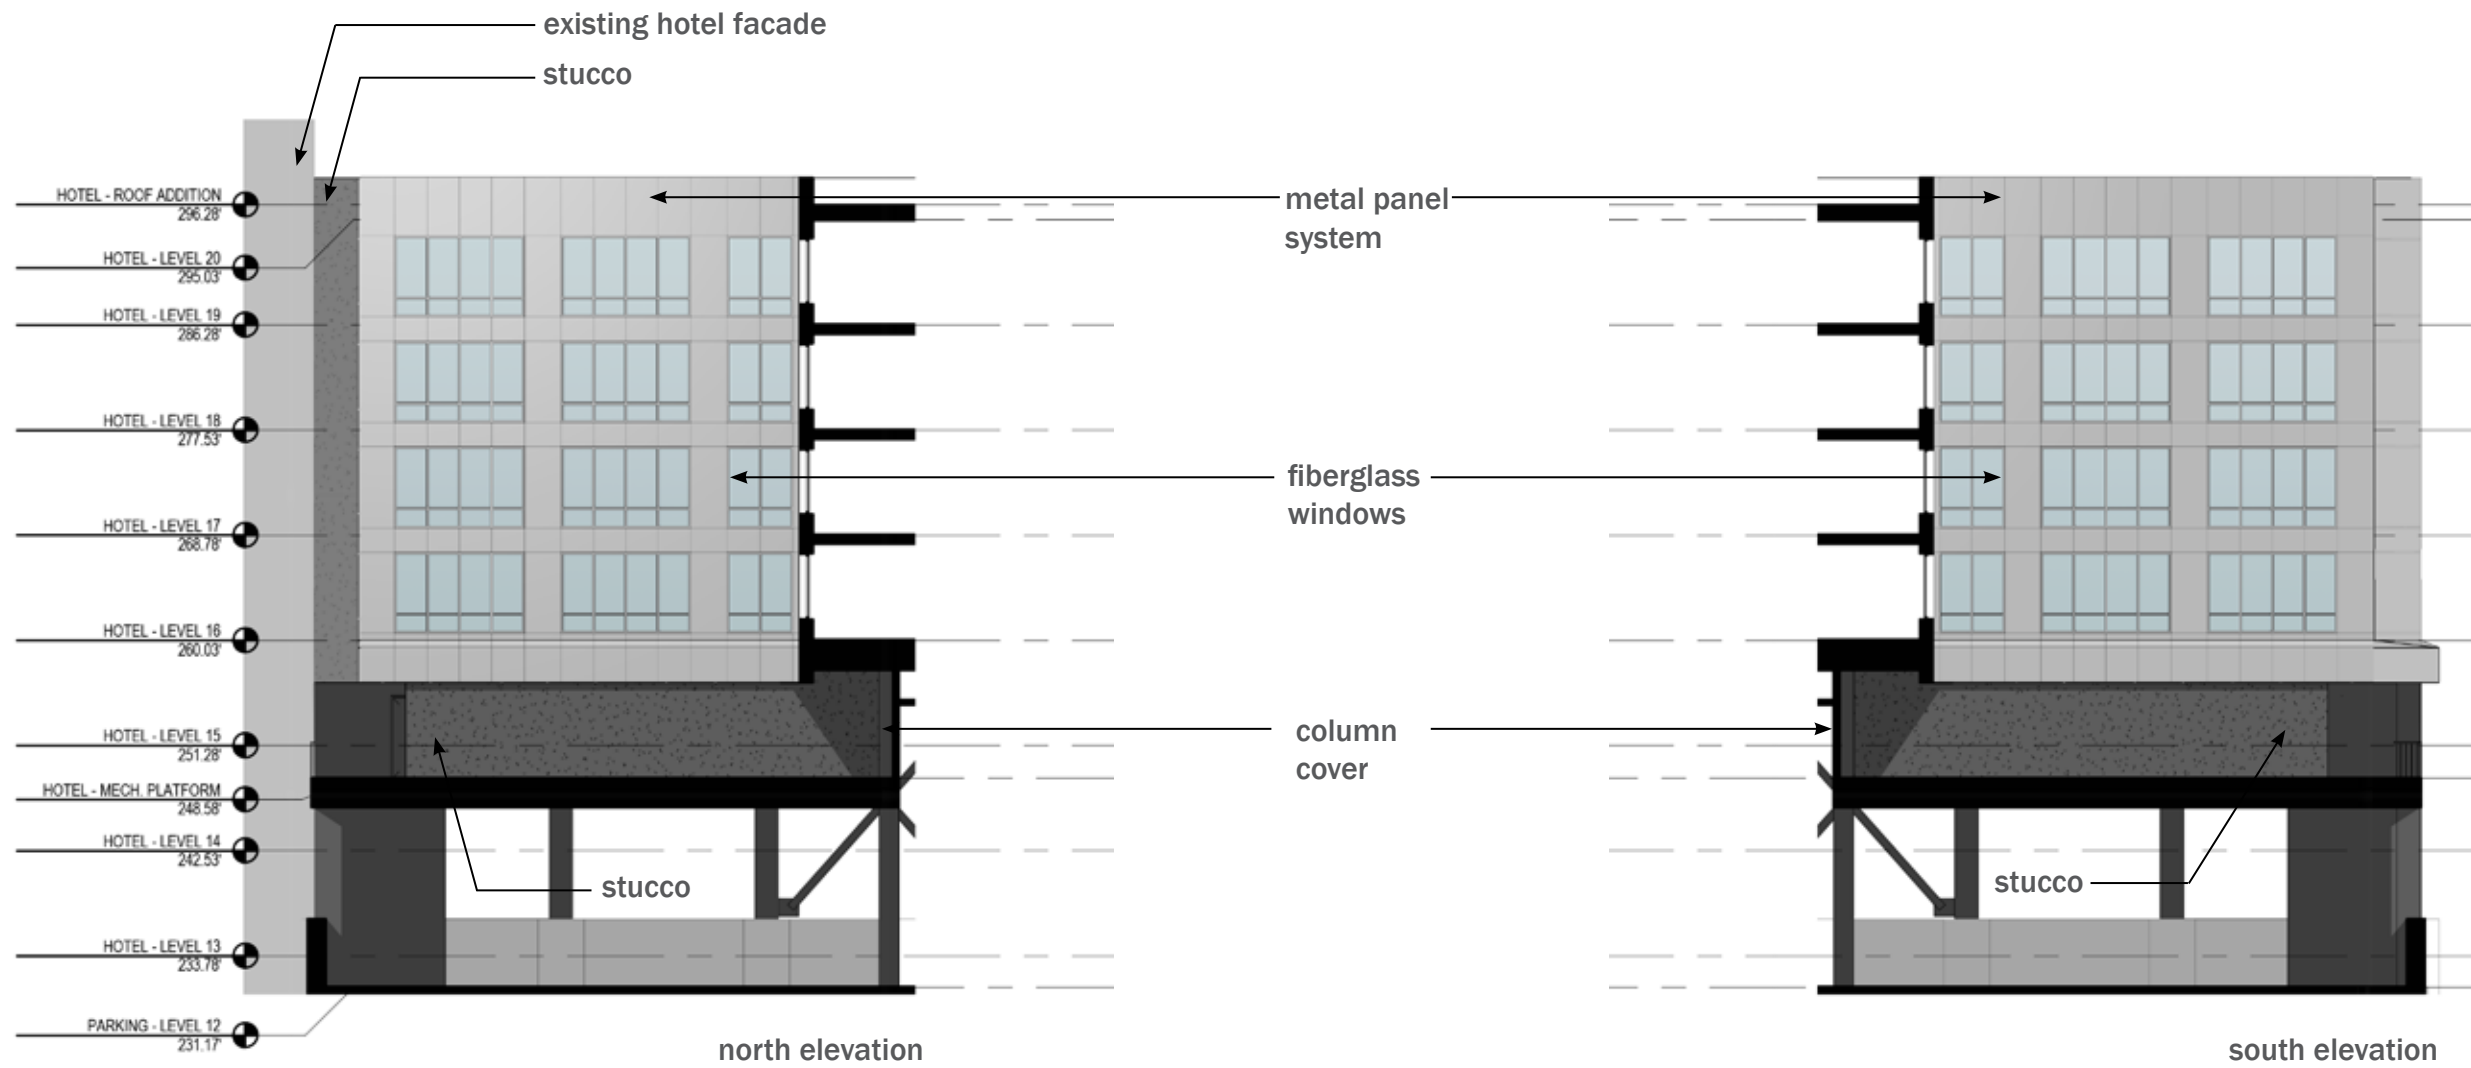 existing hotel facade
stucco
HOTEL - ROOF ADDITION
296.28'
HOTEL - LEVEL 20
295.03'
HOTEL - LEVEL 19
286.28'
HOTEL - LEVEL 18
277.53'
HOTEL - LEVEL 17
268.78'
HOTEL - LEVEL 16
260.03'
HOTEL - LEVEL 15
251.28'
HOTEL - MECH. PLATFORM
248.58'
HOTEL - LEVEL 14
242.53'
HOTEL - LEVEL 13
233.78'
PARKING - LEVEL 12
231.17'
metal panel
system
fiberglass
windows
column
cover
stucco
stucco
north elevation
south elevation